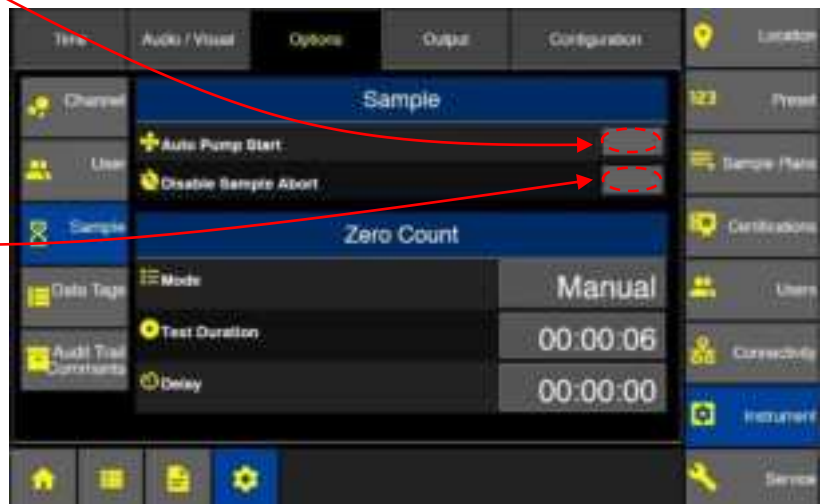 Time
Audio / Visual
Options
Output
Configuration
Location
Channel
Sample
123
Preset
Auto Pump Start
User
Sample Plans
Disable Sample Abort
Sample
Zero Count
Certifications
Data Tags
Mode
Manual
Users
Test Duration
00:00:06
Audit Trail
Comments
Connectivity
Delay
00:00:00
Instrument
Service